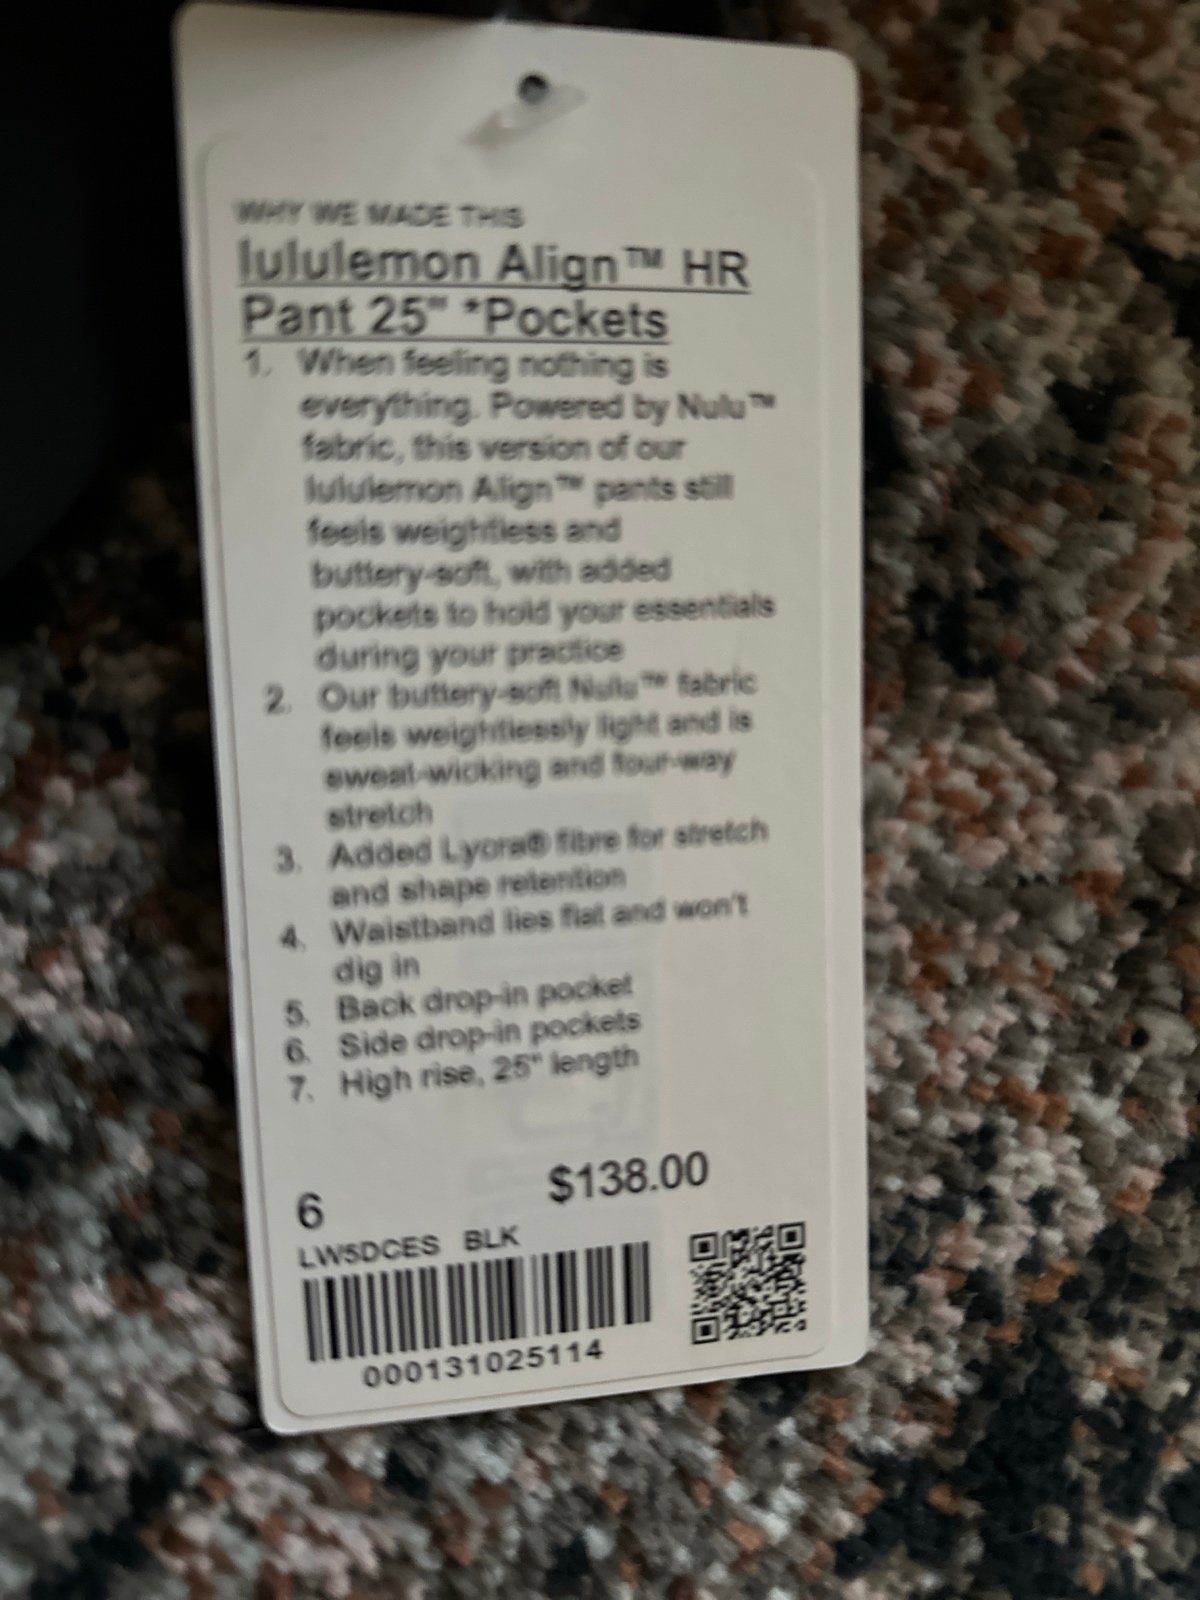 WHY WE MADE THIS
lululemon Align™ HR
Pant 25" *Pockets
1. When feeling nothing is
everything. Powered by Nulu™
fabric, this version of our
lululemon Align™ pants still
feels weightless and
buttery-soft, with added
pockets to hold your essentials
during your practice
2. Our buttery-soft Nulu™ fabric
feels weightlessly light and is
sweat-wicking and four-way
stretch
3. Added Lycra® fibre for stretch
and shape retention
4. Waistband lies flat and won't
dig in
5. Back drop-in pocket
6. Side drop-in pockets
7. High rise, 25" length
6 $138.00
LW5DCES BLK
000131025114